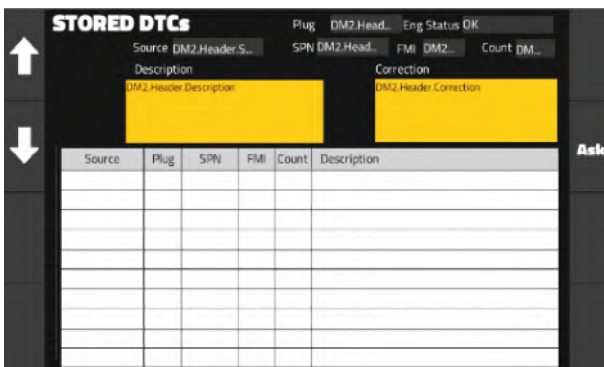 STORED DTCs Plug DM2.Head... Eng Status OK
Source DM2.Header.S... SPN DM2.Head... FMI DM2... Count DM...
Description Correction
DM2.Header.Description DM2.Header.Correction
Ask
Source Plug SPN FMI Count Description